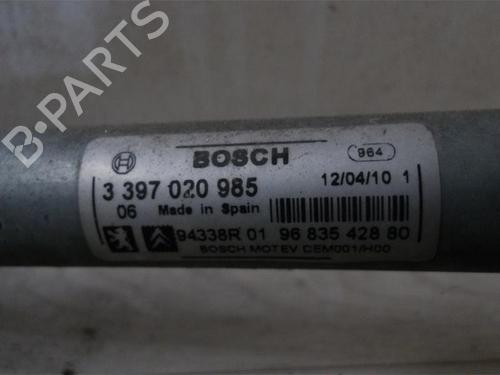 B-PARTS
BOSCH 964
3 397 020 985 12/04/10 1
06 Made in Spain
94338R 01 96 835 428 80
BOSCH MOTEV CEM001/H00